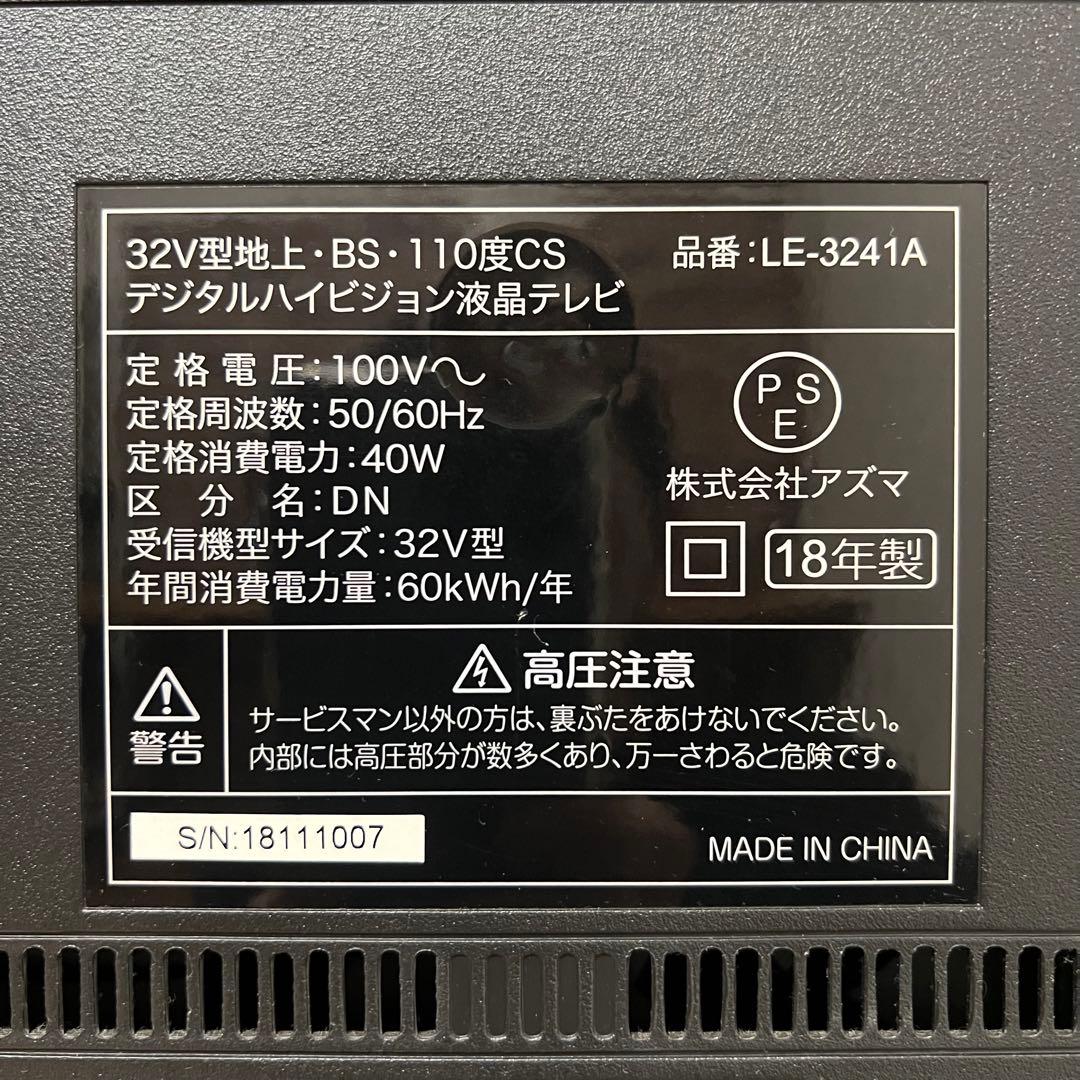 32V型地上・BS・110度CS 品番：LE-3241A
デジタルハイビジョン液晶テレビ
定格電圧：100V〜
定格周波数：50/60Hz
定格消費電力：40W
区分名：DN
受信機型サイズ：32V型
年間消費電力量：60kWh/年
PSE
株式会社アズマ
18年製
警告
高圧注意
サービスマン以外の方は、裏ぶたをあけないでください。
内部には高圧部分が数多くあり、万一さわると危険です。
S/N:18111007
MADE IN CHINA